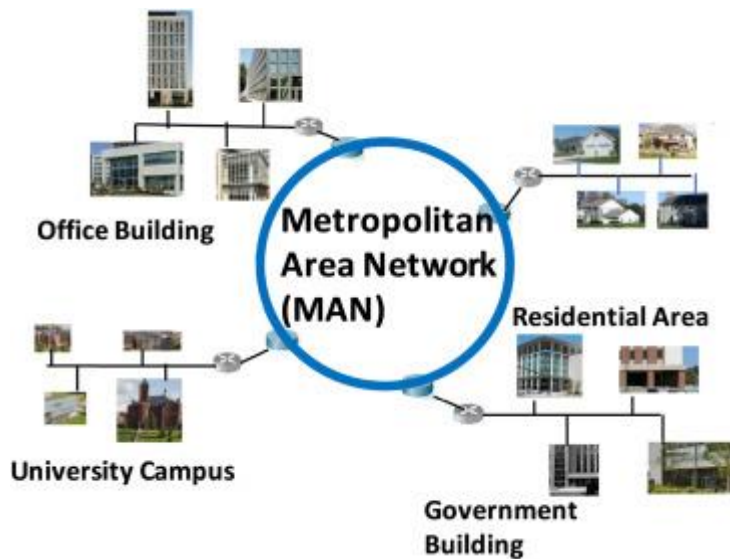 Office Building
Metropolitan
Area Network
(MAN)
Residential Area
University Campus
Government
Building